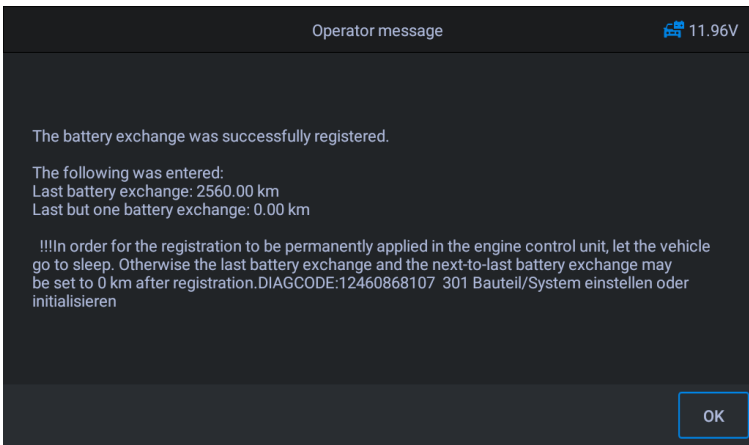 Operator message
11.96V
The battery exchange was successfully registered.
The following was entered:
Last battery exchange: 2560.00 km
Last but one battery exchange: 0.00 km
!!!In order for the registration to be permanently applied in the engine control unit, let the vehicle
go to sleep. Otherwise the last battery exchange and the next-to-last battery exchange may
be set to 0 km after registration.DIAGCODE:12460868107  301 Bauteil/System einstellen oder
initialisieren
OK